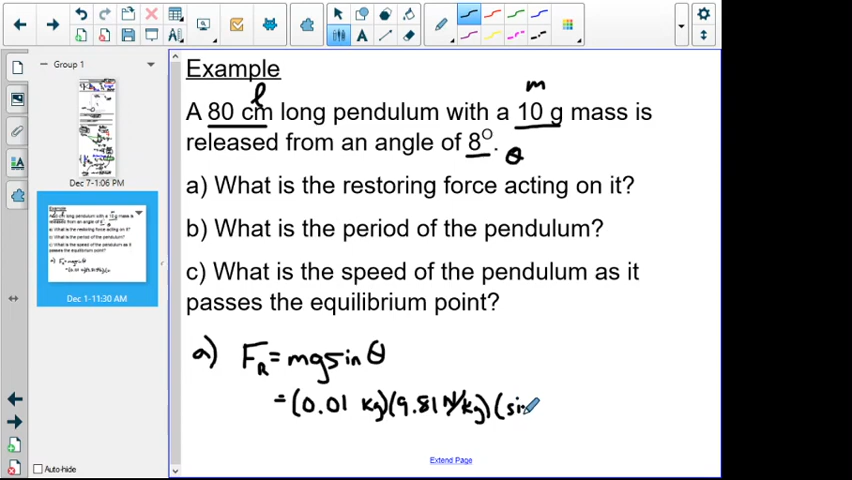 Group 1
Dec 7-1:06 PM
Dec 1-11:30 AM
Auto-hide
Example
l
m
A 80 cm long pendulum with a 10 g mass is
released from an angle of 8°.
θ
a) What is the restoring force acting on it?
b) What is the period of the pendulum?
c) What is the speed of the pendulum as it
passes the equilibrium point?
a) F_R = mg sin θ
= (0.01 kg)(9.81 N/kg)(si
Extend Page